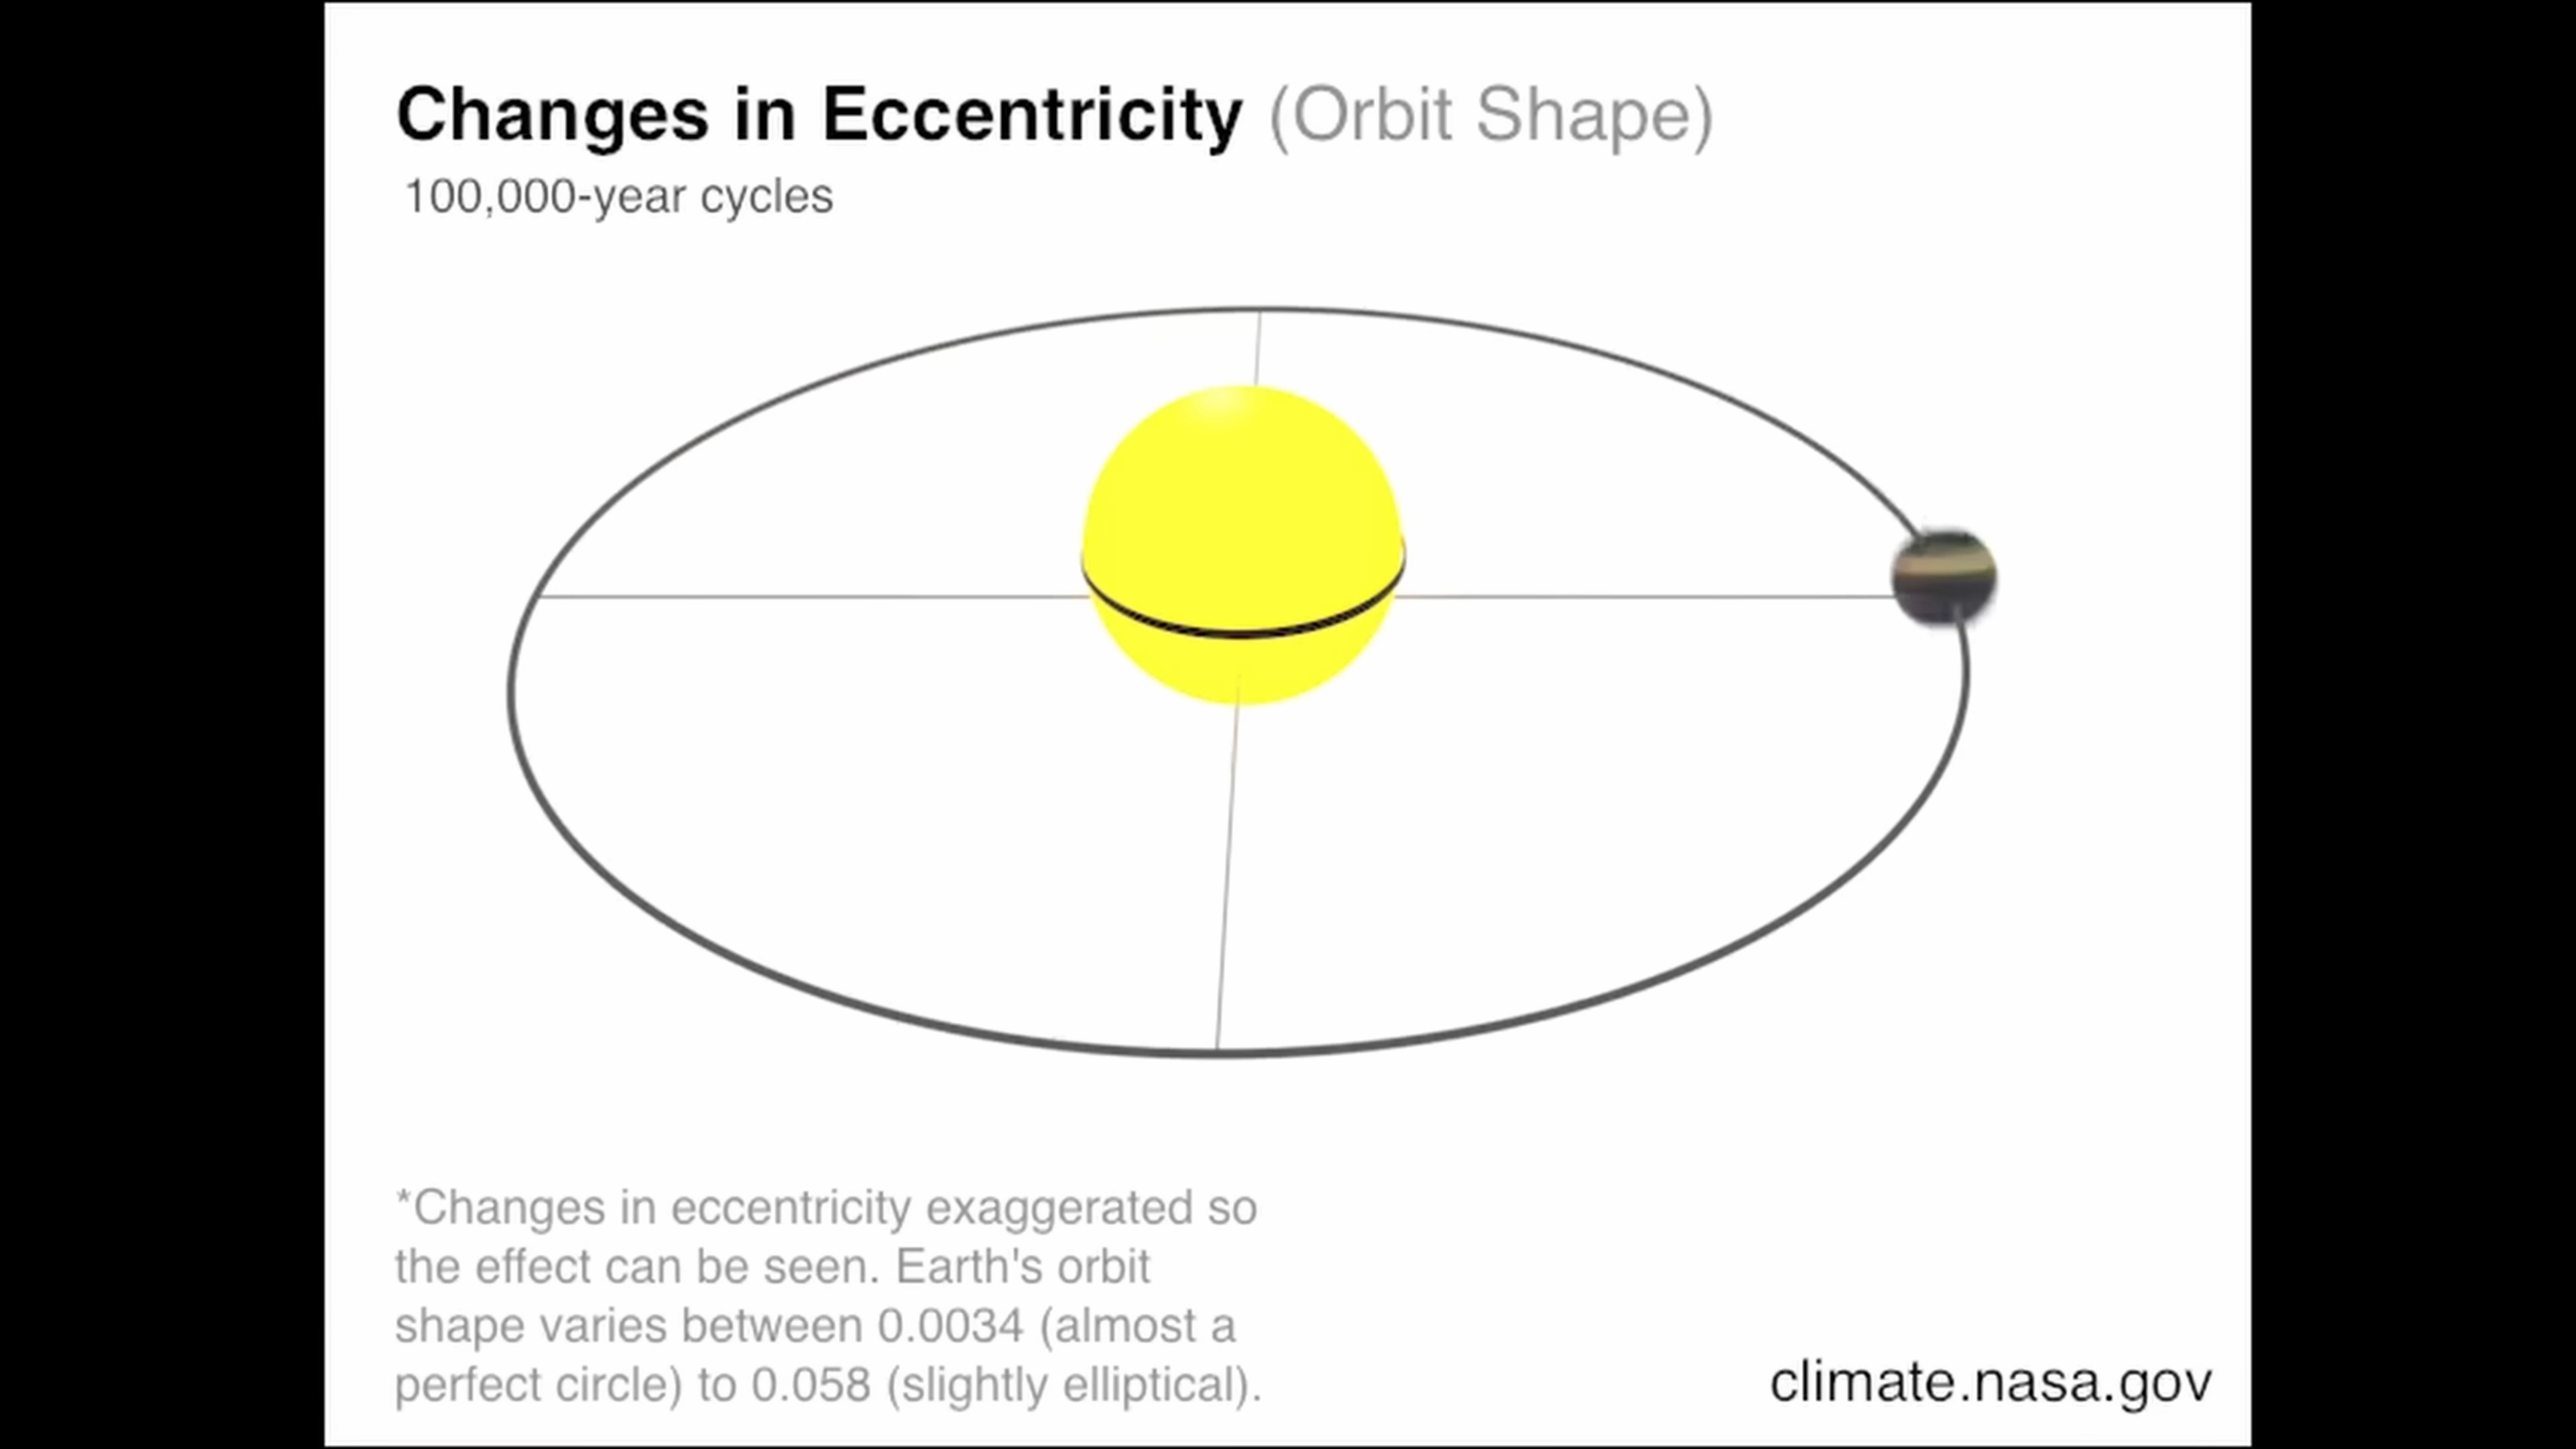 Changes in Eccentricity (Orbit Shape)
100,000-year cycles
*Changes in eccentricity exaggerated so
the effect can be seen. Earth's orbit
shape varies between 0.0034 (almost a
perfect circle) to 0.058 (slightly elliptical).
climate.nasa.gov